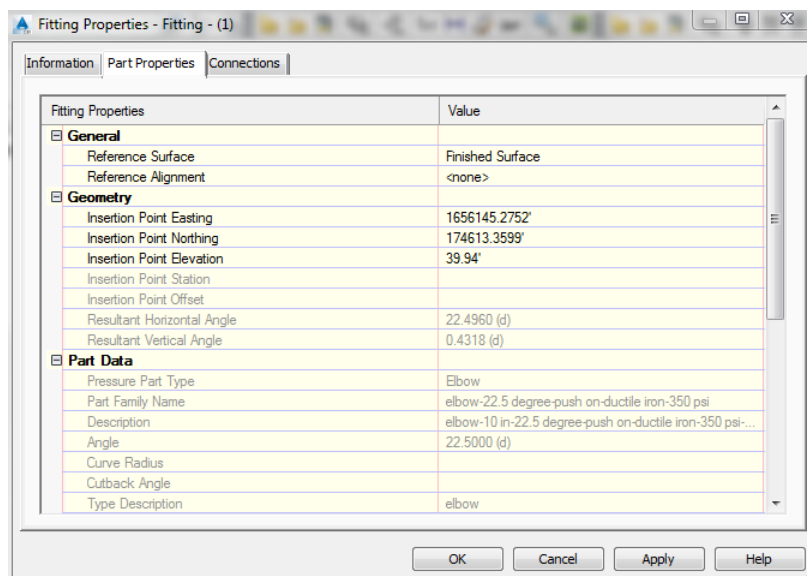 Fitting Properties - Fitting - (1)
Information Part Properties Connections
Fitting Properties Value
General
Reference Surface Finished Surface
Reference Alignment <none>
Geometry
Insertion Point Easting 1656145.2752'
Insertion Point Northing 174613.3599'
Insertion Point Elevation 39.94'
Insertion Point Station
Insertion Point Offset
Resultant Horizontal Angle 22.4960 (d)
Resultant Vertical Angle 0.4318 (d)
Part Data
Pressure Part Type Elbow
Part Family Name elbow-22.5 degree-push on-ductile iron-350 psi
Description elbow-10 in-22.5 degree-push on-ductile iron-350 psi-...
Angle 22.5000 (d)
Curve Radius
Cutback Angle
Type Description elbow
OK Cancel Apply Help